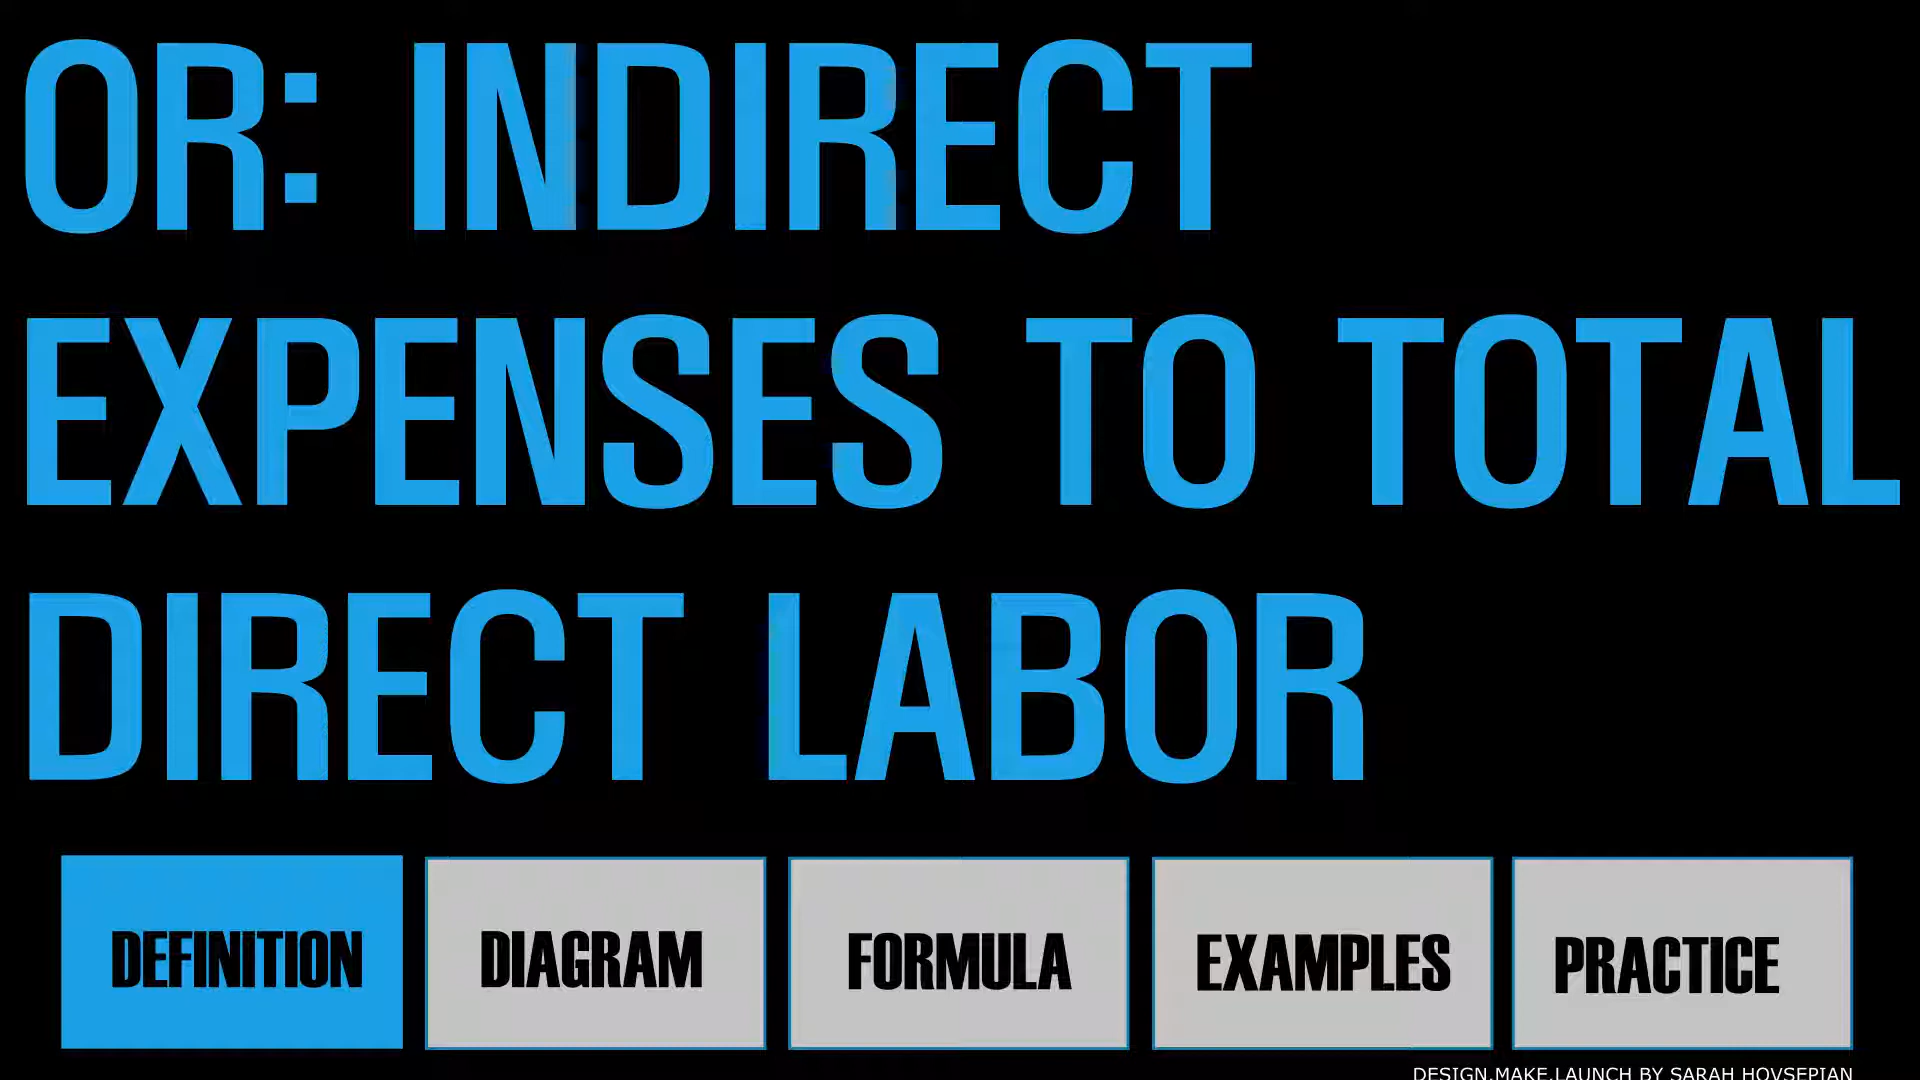 OR: INDIRECT
EXPENSES TO TOTAL
DIRECT LABOR
DEFINITION DIAGRAM FORMULA EXAMPLES PRACTICE
DESIGN.MAKE.LAUNCH BY SARAH HOVSEPIAN